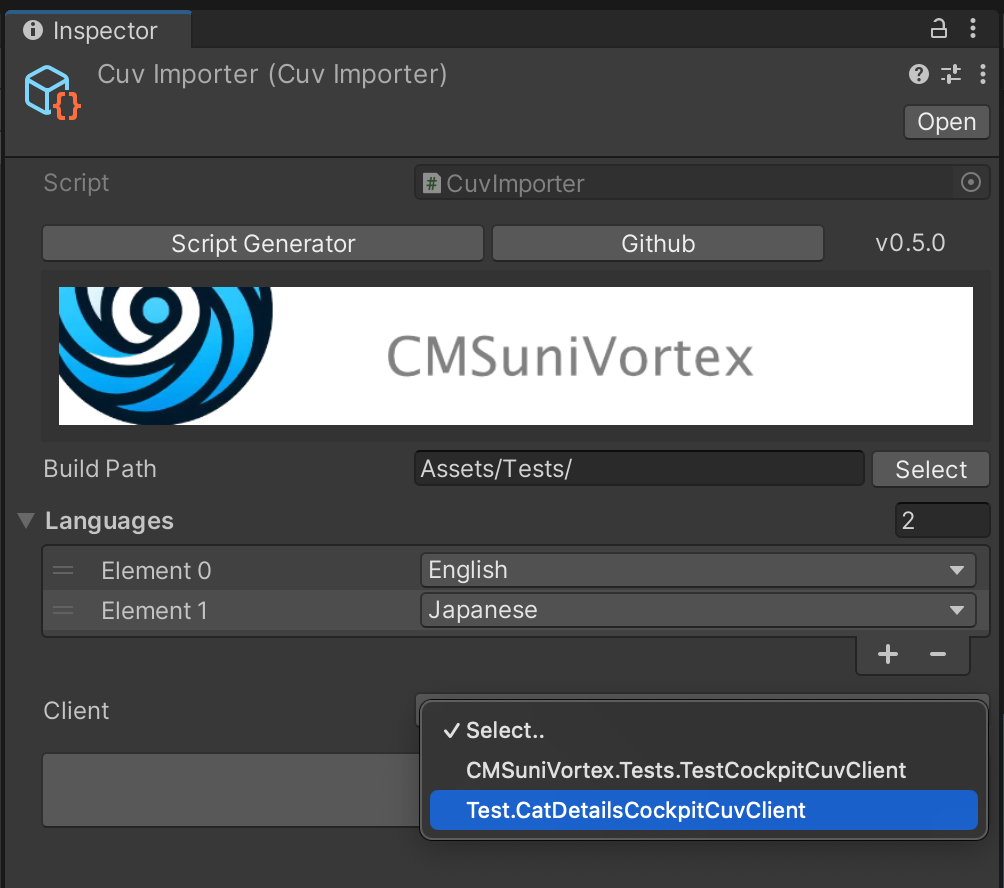 Inspector
Cuv Importer (Cuv Importer)
Open
Script
# CuvImporter
Script Generator
Github
v0.5.0
CMSuniVortex
Build Path
Assets/Tests/
Select
Languages
2
Element 0
English
Element 1
Japanese
Client
✓ Select..
CMSuniVortex.Tests.TestCockpitCuvClient
Test.CatDetailsCockpitCuvClient